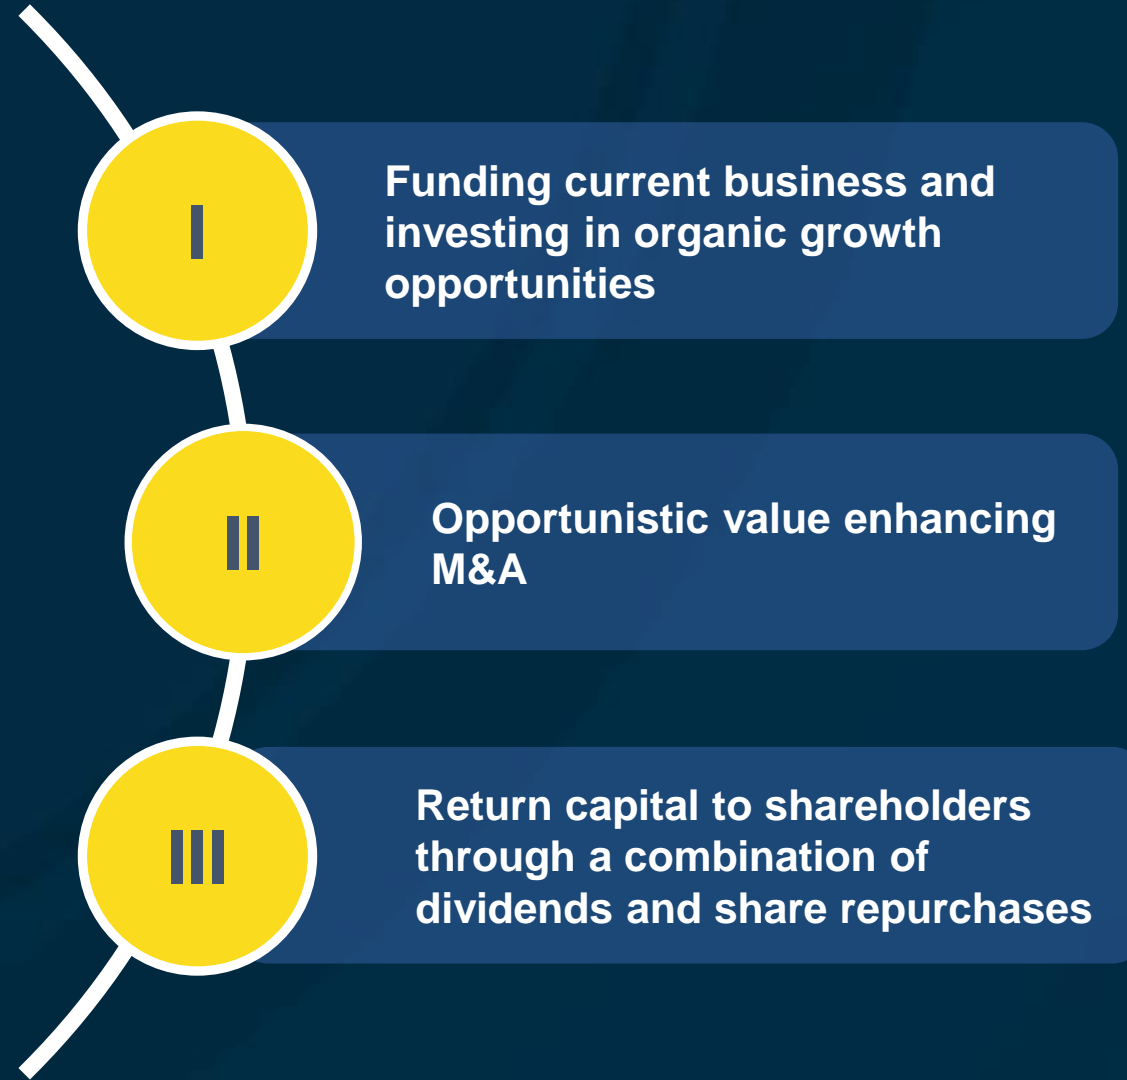 I
Funding current business and
investing in organic growth
opportunities
II
Opportunistic value enhancing
M&A
III
Return capital to shareholders
through a combination of
dividends and share repurchases